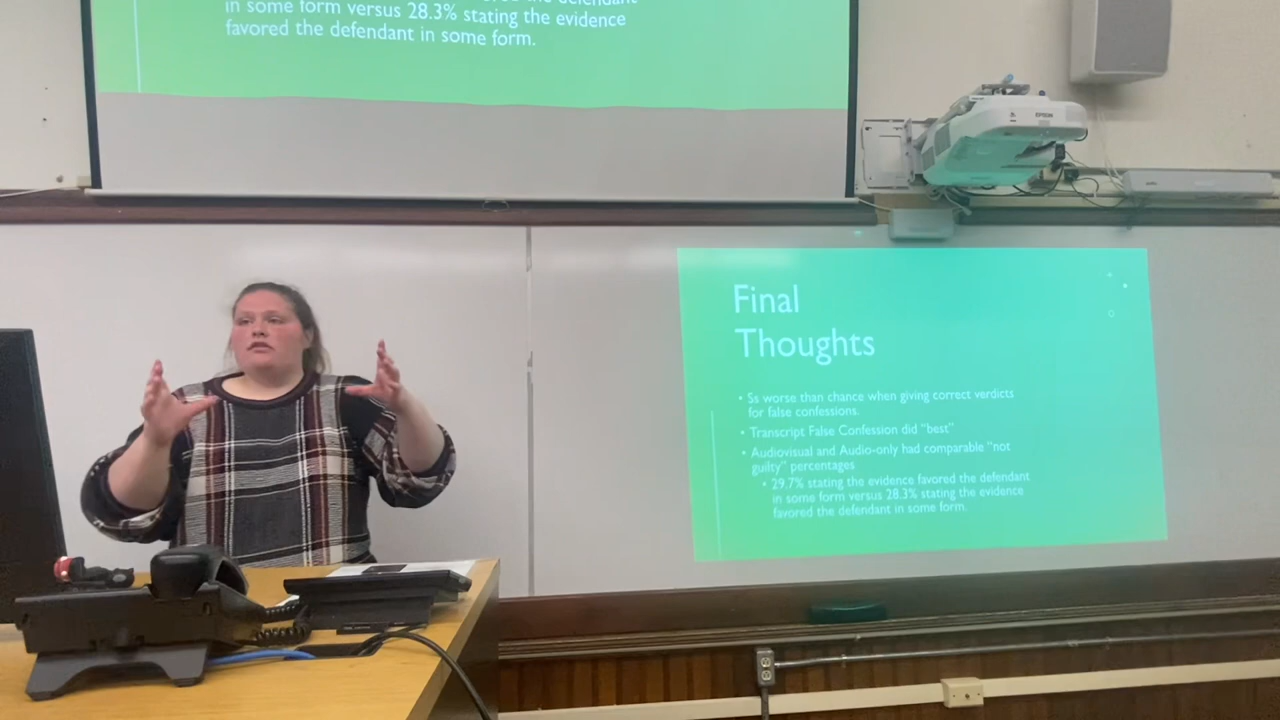 in some form versus 28.3% stating the evidence
favored the defendant in some form.
EPSON
Final
Thoughts
• Ss worse than chance when giving correct verdicts
for false confessions.
• Transcript False Confession did "best"
• Audiovisual and Audio-only had comparable "not
guilty" percentages
• 29.7% stating the evidence favored the defendant
in some form versus 28.3% stating the evidence
favored the defendant in some form.